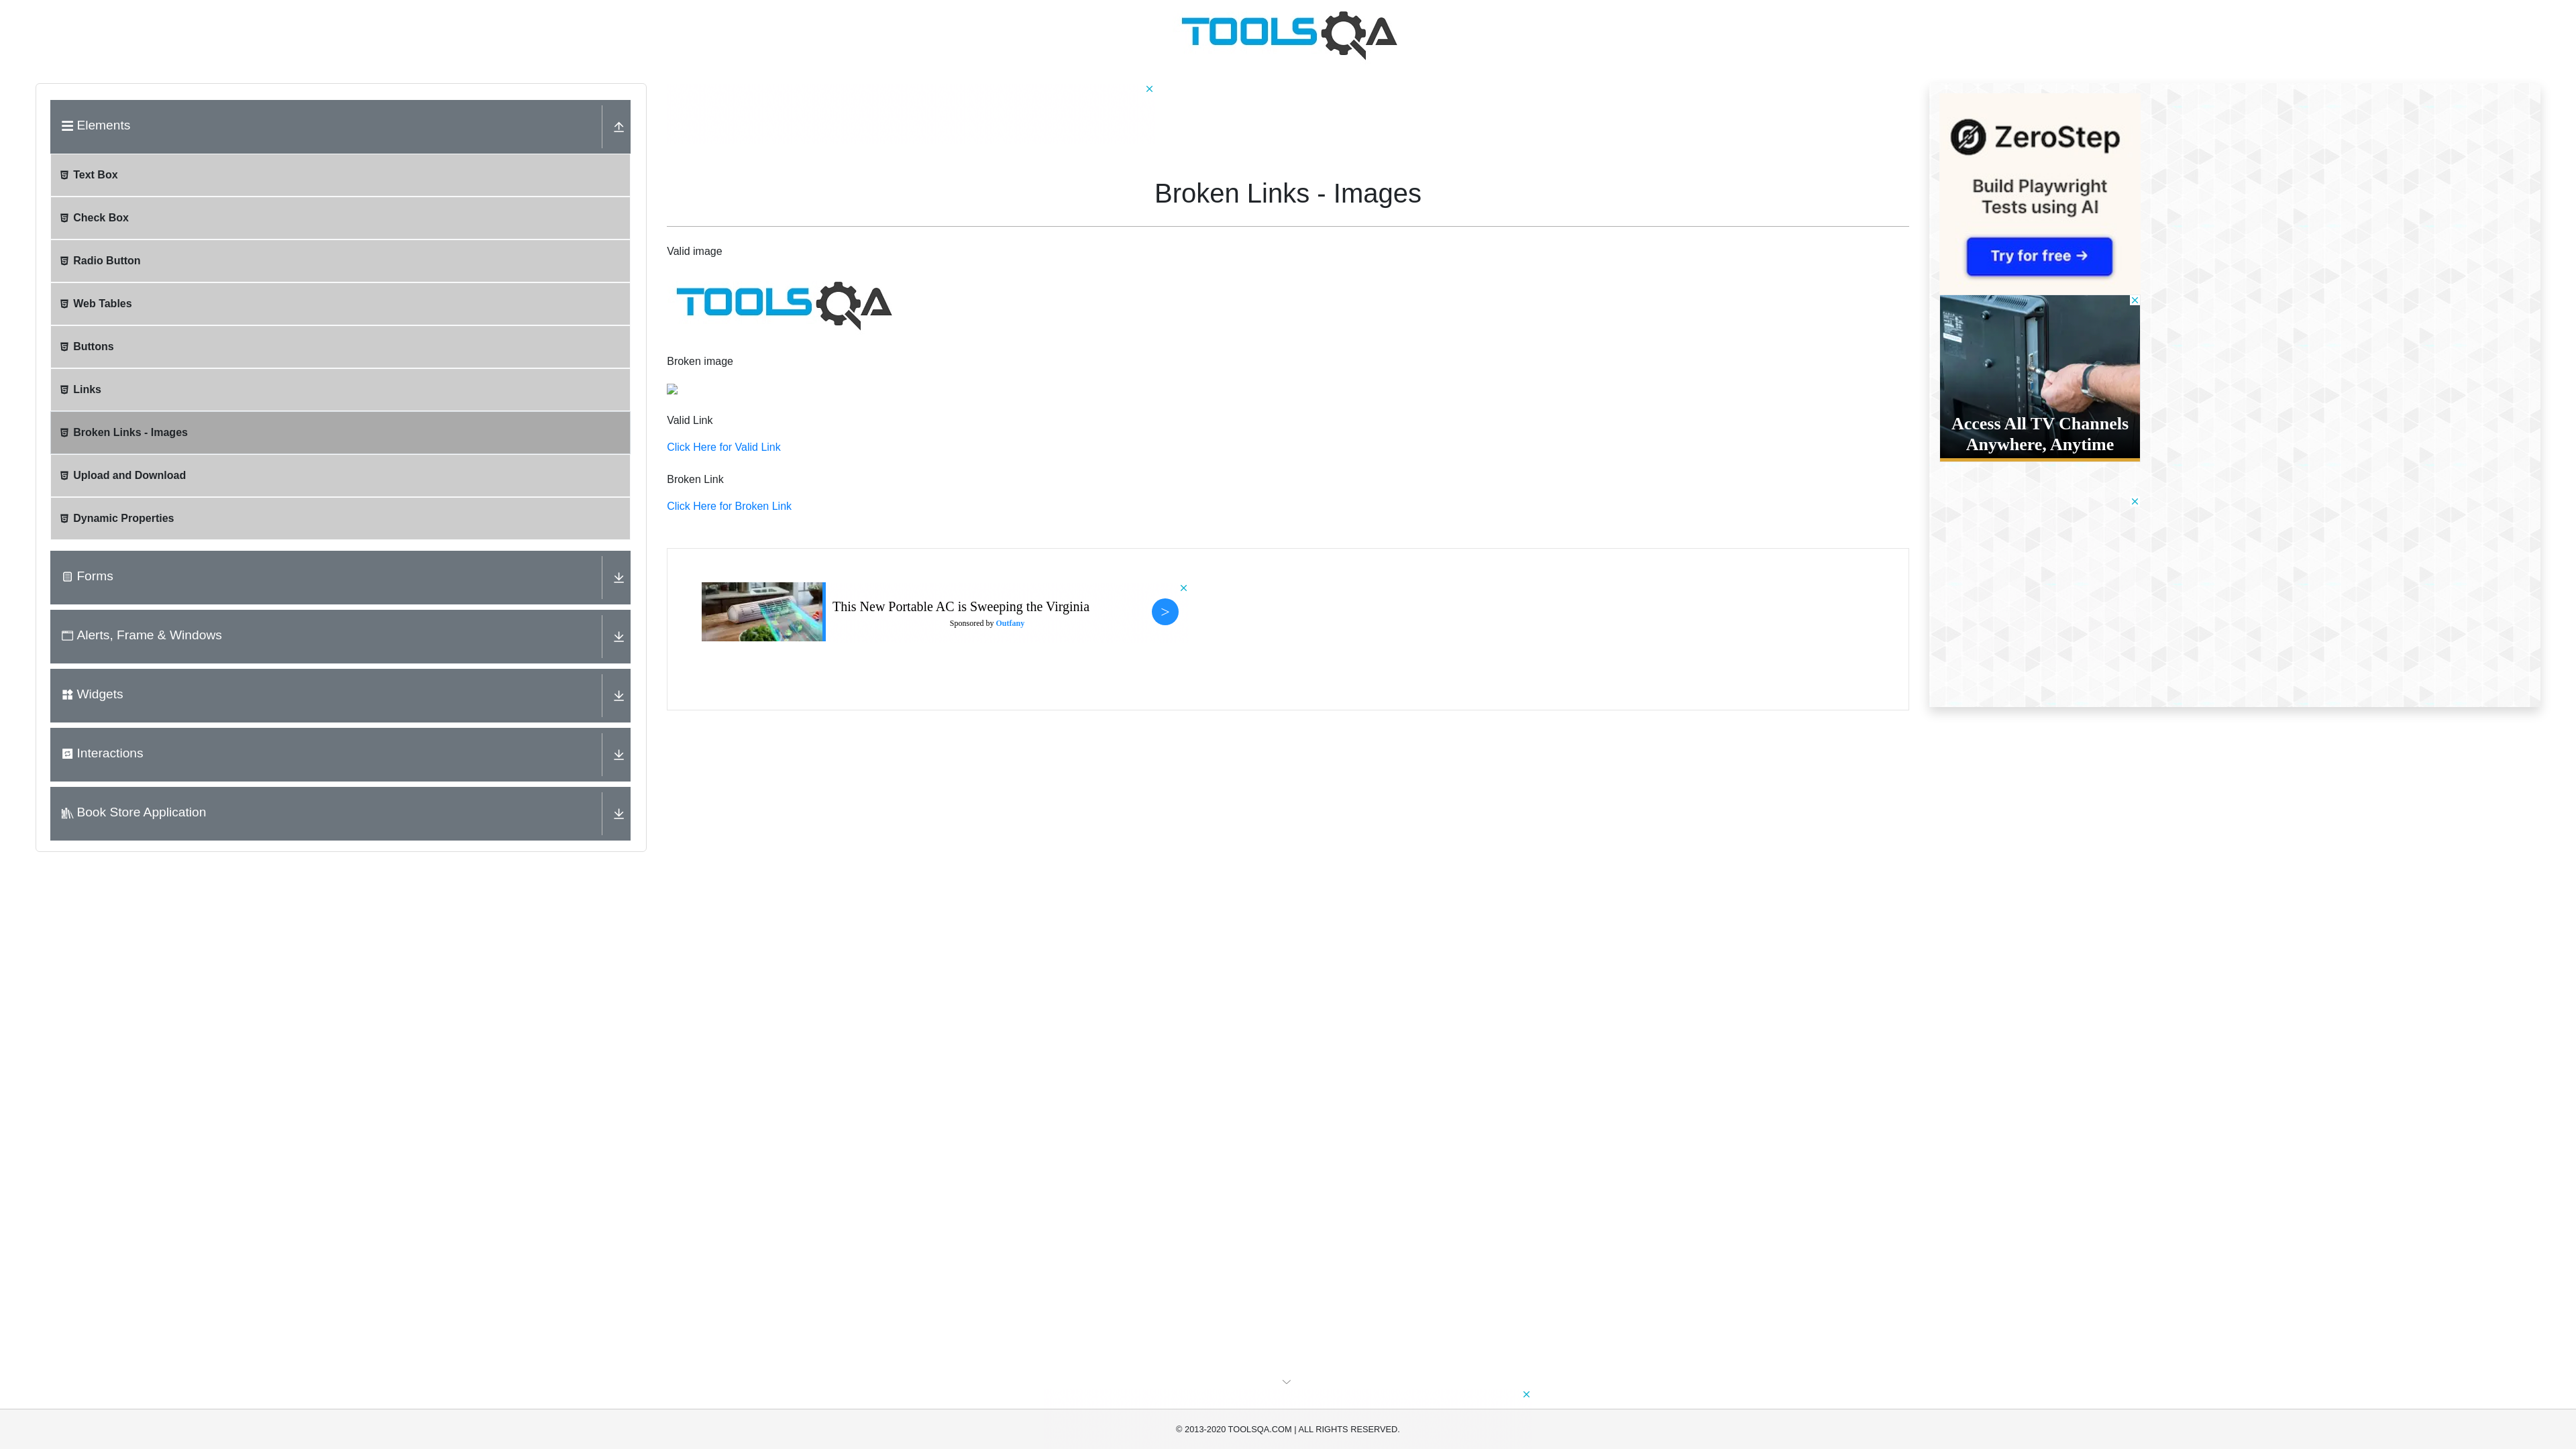 TOOLSQA
Elements
Text Box
Check Box
Radio Button
Web Tables
Buttons
Links
Broken Links - Images
Upload and Download
Dynamic Properties
Forms
Alerts, Frame & Windows
Widgets
Interactions
Book Store Application
Broken Links - Images
Valid image
TOOLSQA
Broken image
Valid Link
Click Here for Valid Link
Broken Link
Click Here for Broken Link
This New Portable AC is Sweeping the Virginia
Sponsored by Outfany
>
ZeroStep
Build Playwright
Tests using AI
Try for free →
Access All TV Channels
Anywhere, Anytime
© 2013-2020 TOOLSQA.COM | ALL RIGHTS RESERVED.